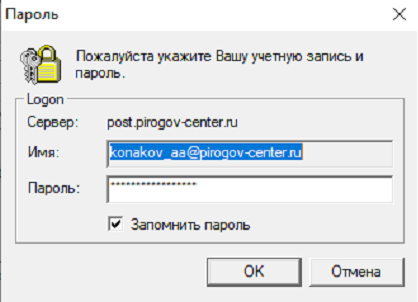 Пароль
Пожалуйста укажите Вашу учетную запись и
пароль.
Logon
Сервер: post.pirogov-center.ru
Имя: konakov_aa@pirogov-center.ru
Пароль: *****************
Запомнить пароль
OK Отмена